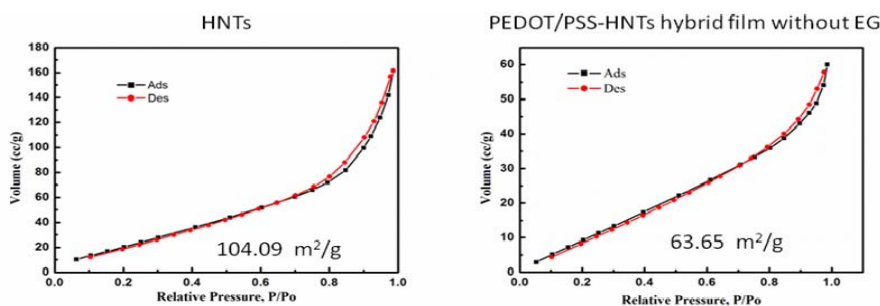 HNTs
180
160
140
120
100
80
60
40
20
0
Volume (cc/g)
Ads
Des
104.09 m²/g
0.0 0.2 0.4 0.6 0.8 1.0
Relative Pressure, P/Po
PEDOT/PSS-HNTs hybrid film without EG
60
50
40
30
20
10
0
Volume (cc/g)
Ads
Des
63.65 m²/g
0.0 0.2 0.4 0.6 0.8 1.0
Relative Pressure, P/Po